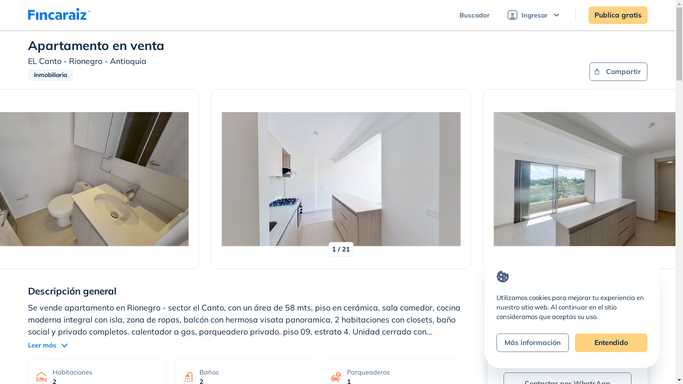 Fincaraiz
Buscador
Ingresar
Publica gratis
Apartamento en venta
EL Canto - Rionegro - Antioquia
Inmobiliaria
Compartir
1 / 21
Descripción general
Se vende apartamento en Rionegro - sector el Canto, con un área de 58 mts, piso en cerámica, sala comedor, cocina
moderna integral con isla, zona de ropas, balcón con hermosa visata panoramica, 2 habitaciones con closets, baño
social y privado completos. calentador a gas, parqueadero privado. piso 09, estrato 4. Unidad cerrado con...
Leer más
Habitaciones
2
Baños
2
Parqueaderos
1
Utilizamos cookies para mejorar tu experiencia en
nuestro sitio web. Al continuar en el sitio
consideramos que aceptas su uso.
Más información
Entendido
Contactar por WhatsApp